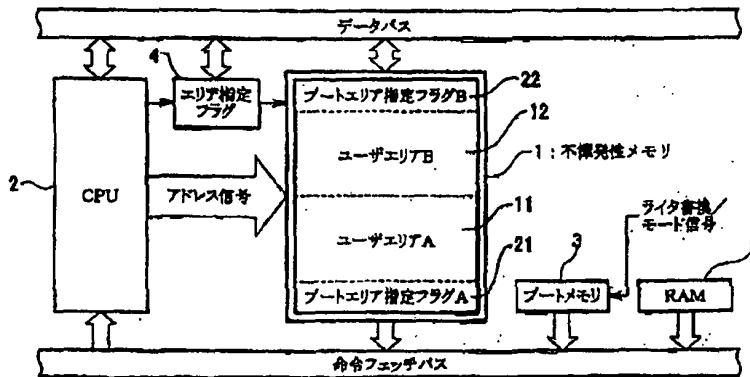 データバス
4
22
エリア指定
フラグ
ブートエリア指定フラグB
12
ユーザエリアB
1:不揮発性メモリ
2
CPU
アドレス信号
11
ライタ書換
モード信号
ユーザエリアA
21
3
ブートエリア指定フラグA
ブートメモリ
RAM
命令フェッチバス